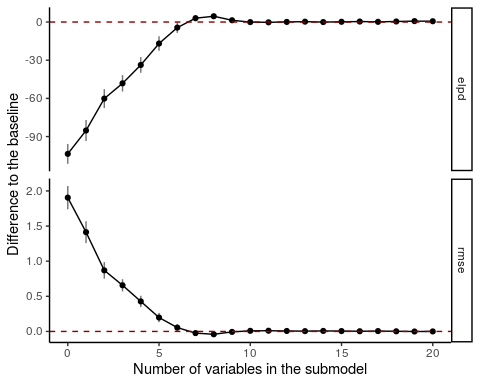 Difference to the baseline
0
-30
-60
-90
elpd
2.0
1.5
1.0
0.5
0.0
rmse
0 5 10 15 20
Number of variables in the submodel